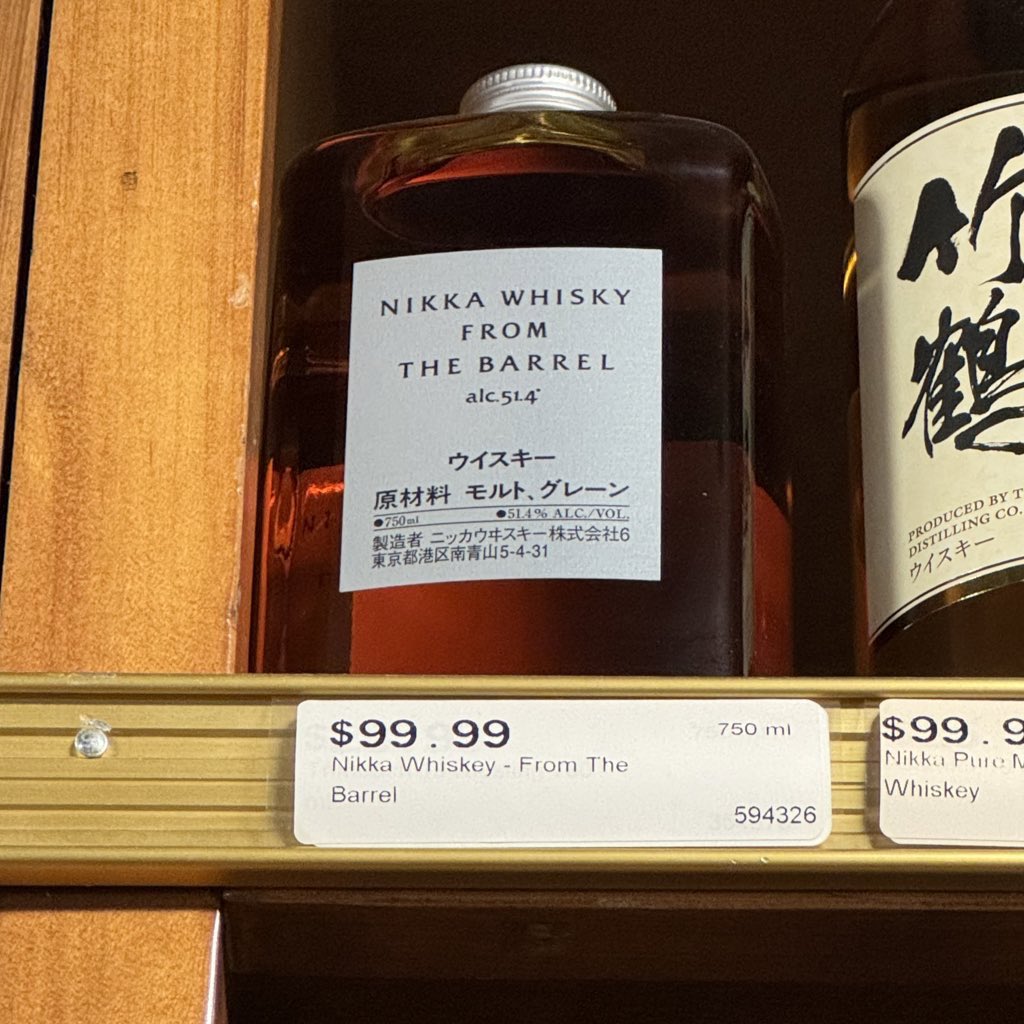 NIKKA WHISKY
FROM
THE BARREL
alc.51.4°
ウイスキー
原材料 モルト、グレーン
●750ml ●51.4% ALC./VOL.
製造者 ニッカウヰスキー株式会社6
東京都港区南青山5-4-31
竹
鶴
PRODUCED BY
DISTILLING CO.
ウイスキー
$99.99 750 ml
Nikka Whiskey - From The
Barrel
594326
$99.9
Nikka Pure
Whiskey